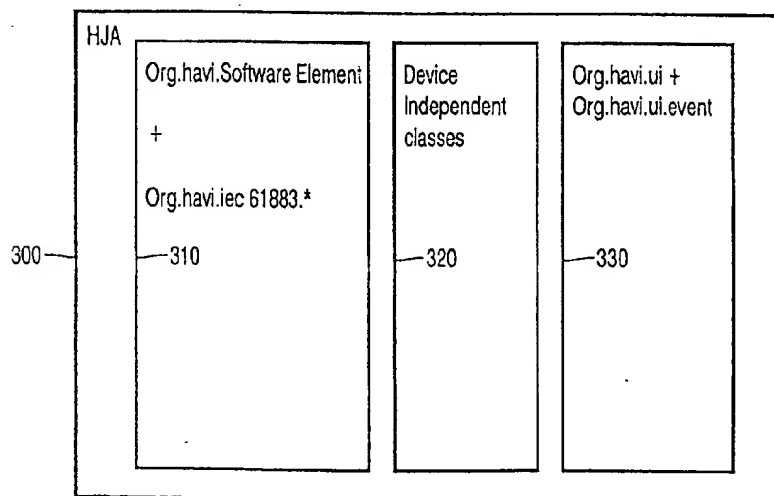 HJA
Org.havi.Software Element
+
Org.havi.iec 61883.*
Device
Independent
classes
Org.havi.ui +
Org.havi.ui.event
300
310
320
330